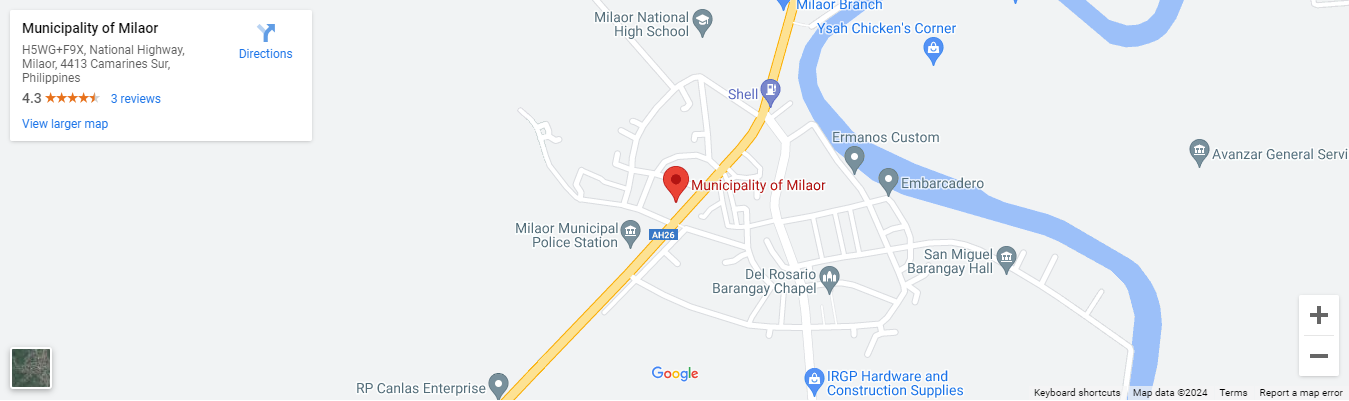 Municipality of Milaor
H5WG+F9X, National Highway,
Milaor, 4413 Camarines Sur,
Philippines
Directions
4.3
3 reviews
View larger map
Milaor National
High School
Milaor Branch
Ysah Chicken's Corner
Shell
Ermanos Custom
Avanzar General Servi
Municipality of Milaor
Embarcadero
Milaor Municipal
Police Station
AH26
San Miguel
Barangay Hall
Del Rosario
Barangay Chapel
RP Canlas Enterprise
IRGP Hardware and
Construction Supplies
Google
Keyboard shortcuts
Map data ©2024
Terms
Report a map error